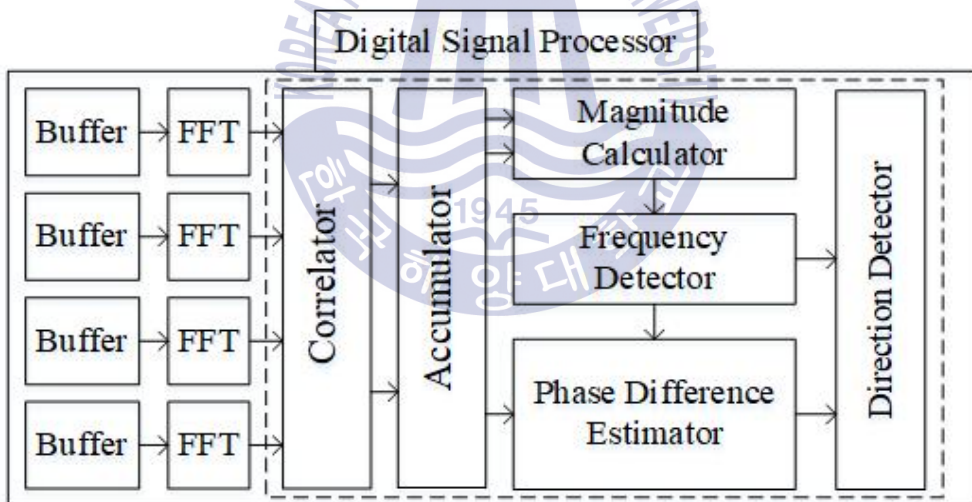 Digital Signal Processor
Buffer
FFT
Buffer
FFT
Buffer
FFT
Buffer
FFT
Correlator
Accumulator
Magnitude
Calculator
Frequency
Detector
Phase Difference
Estimator
Direction Detector
1945